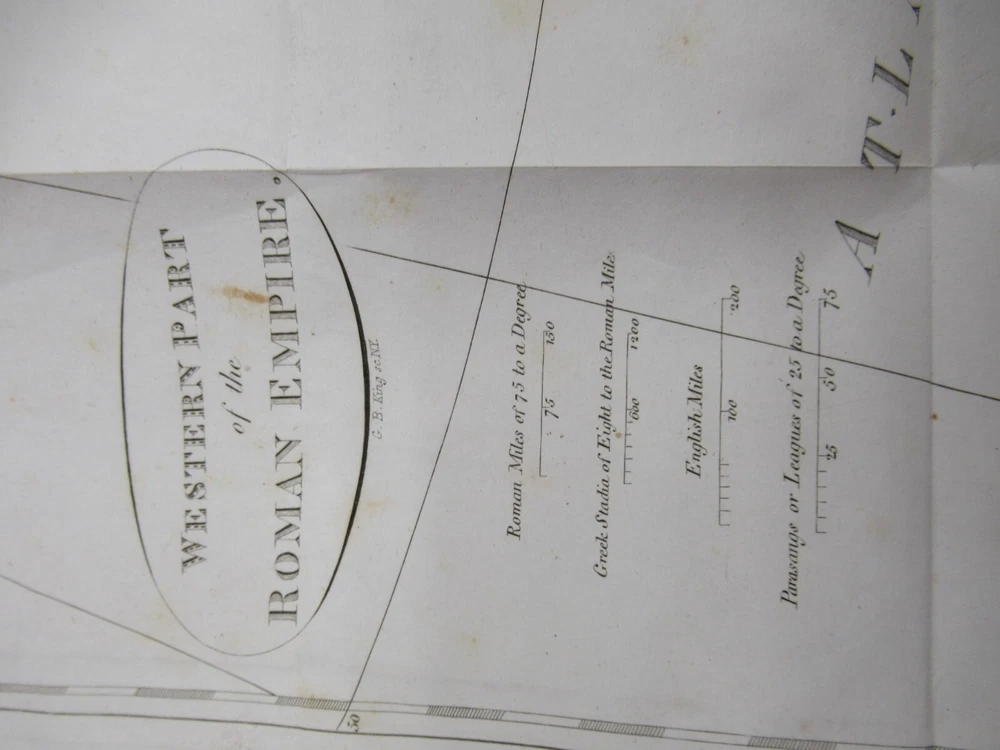 WESTERN PART
of the
ROMAN EMPIRE.
G. B. King sc. N.Y.
Roman Miles of 75 to a Degree
75 150
Greek Stadia of Eight to the Roman Mile
600 1200
English Miles
100 200
Parasangs or Leagues of 25 to a Degree
25 50 75
A T L
50